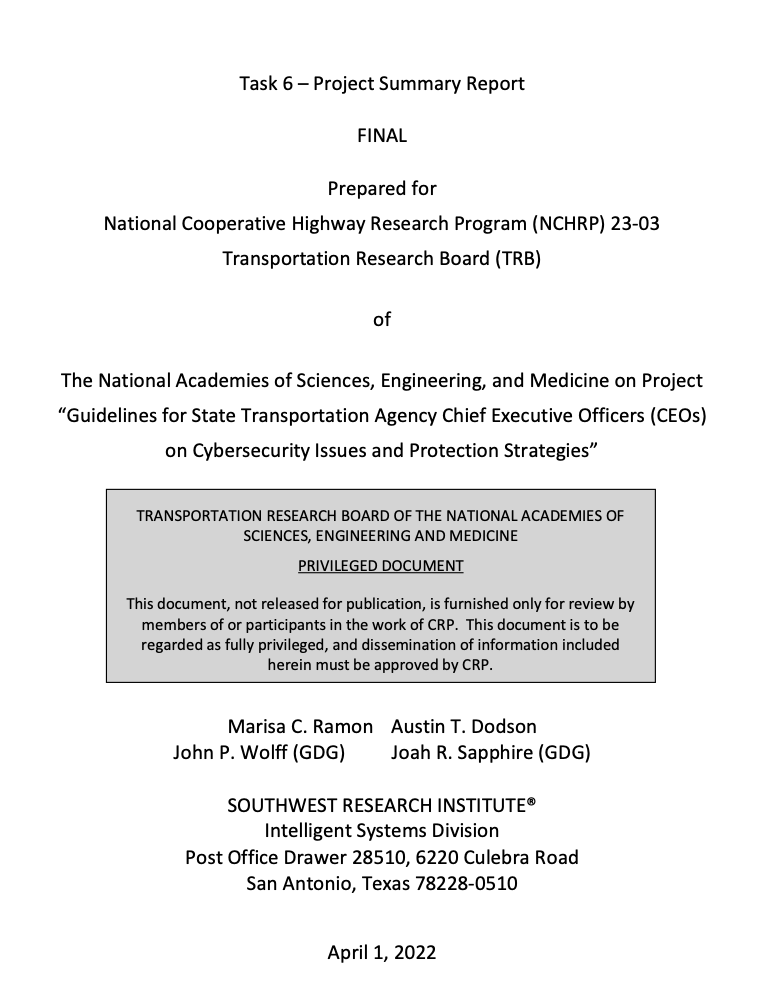 Task 6 – Project Summary Report
FINAL
Prepared for
National Cooperative Highway Research Program (NCHRP) 23-03
Transportation Research Board (TRB)
of
The National Academies of Sciences, Engineering, and Medicine on Project
“Guidelines for State Transportation Agency Chief Executive Officers (CEOs)
on Cybersecurity Issues and Protection Strategies”
TRANSPORTATION RESEARCH BOARD OF THE NATIONAL ACADEMIES OF
SCIENCES, ENGINEERING AND MEDICINE
PRIVILEGED DOCUMENT
This document, not released for publication, is furnished only for review by
members of or participants in the work of CRP.  This document is to be
regarded as fully privileged, and dissemination of information included
herein must be approved by CRP.
Marisa C. Ramon    Austin T. Dodson
John P. Wolff (GDG)    Joah R. Sapphire (GDG)
SOUTHWEST RESEARCH INSTITUTE®
Intelligent Systems Division
Post Office Drawer 28510, 6220 Culebra Road
San Antonio, Texas 78228-0510
April 1, 2022